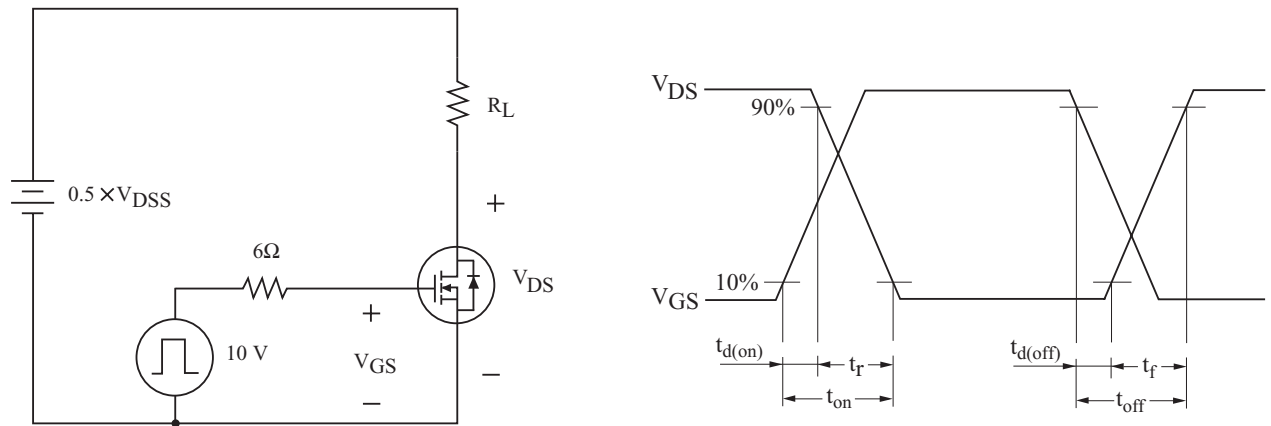 R_L
0.5 ×V_DSS
+
6Ω
V_DS
+
10 V
V_GS
−
−
V_DS
90%
10%
V_GS
t_d(on)
t_r
t_d(off)
t_f
t_on
t_off